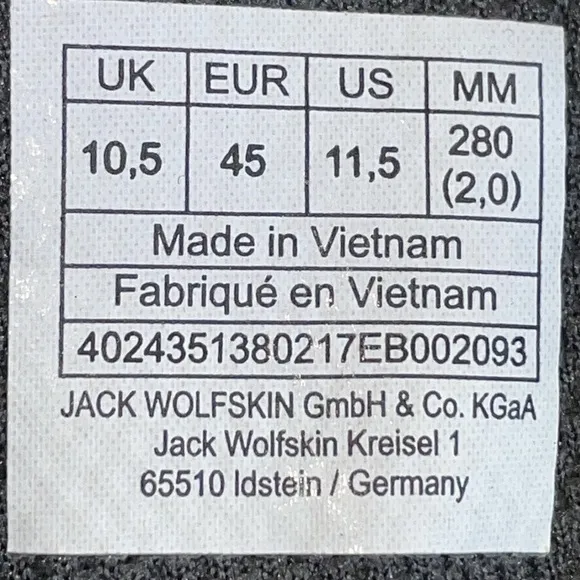 UK EUR US MM
10,5 45 11,5 280 (2,0)
Made in Vietnam
Fabriqué en Vietnam
4024351380217EB002093
JACK WOLFSKIN GmbH & Co. KGaA
Jack Wolfskin Kreisel 1
65510 Idstein / Germany